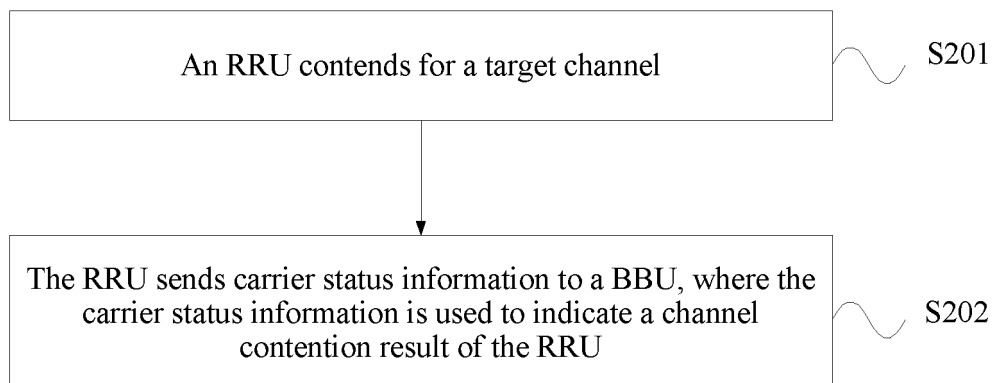 An RRU contends for a target channel
S201
The RRU sends carrier status information to a BBU, where the
carrier status information is used to indicate a channel
contention result of the RRU
S202